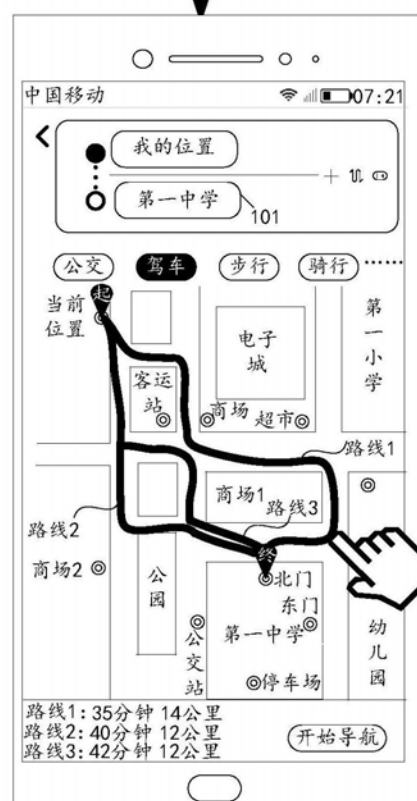 中国移动 07:21
我的位置
第一中学
101
公交 驾车 步行 骑行 ······
起
当前位置
第一小学
电子城
客运站
商场
超市
路线1
商场1
路线3
路线2
终
商场2
北门
东门
公园
公交站
第一中学
幼儿园
停车场
路线1:35分钟 14公里
路线2:40分钟 12公里
路线3:42分钟 12公里
开始导航